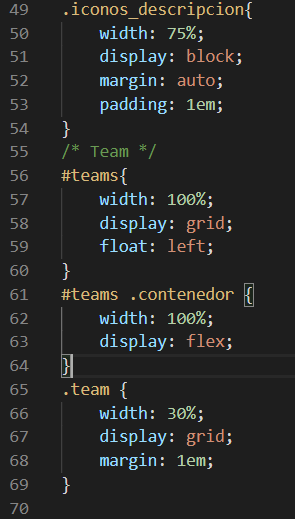 49 .iconos_descripcion{
50 width: 75%;
51 display: block;
52 margin: auto;
53 padding: 1em;
54 }
55 /* Team */
56 #teams{
57 width: 100%;
58 display: grid;
59 float: left;
60 }
61 #teams .contenedor {
62 width: 100%;
63 display: flex;
64 }
65 .team {
66 width: 30%;
67 display: grid;
68 margin: 1em;
69 }
70